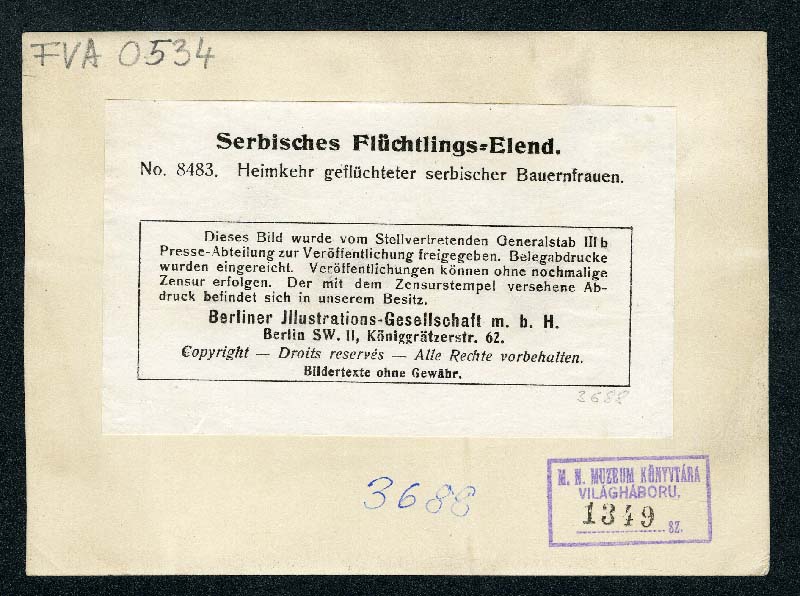 FVA 0534
Serbisches Flüchtlings=Elend.
No. 8483. Heimkehr geflüchteter serbischer Bauernfrauen.
Dieses Bild wurde vom Stellvertretenden Generalstab III b
Presse-Abteilung zur Veröffentlichung freigegeben. Belegabdrucke
wurden eingereicht. Veröffentlichungen können ohne nochmalige
Zensur erfolgen. Der mit dem Zensurstempel versehene Ab-
druck befindet sich in unserem Besitz.
Berliner Jllustrations-Gesellschaft m. b. H.
Berlin SW. 11, Königgrätzerstr. 62.
Copyright — Droits reservés — Alle Rechte vorbehalten.
Bildertexte ohne Gewähr.
3688
3688
M. N. MUZEUM KÖNYVTÁRA
VILÁGHÁBORU,
1349 SZ.